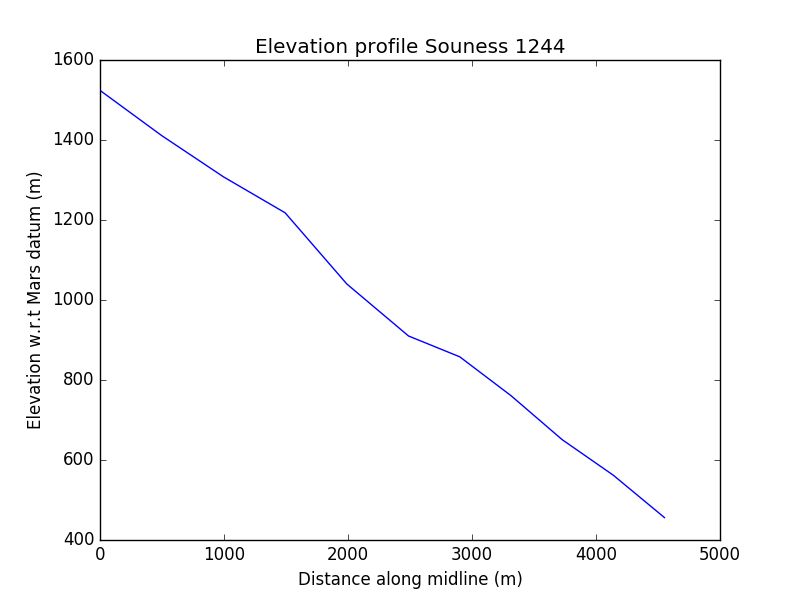 Elevation profile Souness 1244
1600
1400
1200
1000
800
600
400
Elevation w.r.t Mars datum (m)
0 1000 2000 3000 4000 5000
Distance along midline (m)